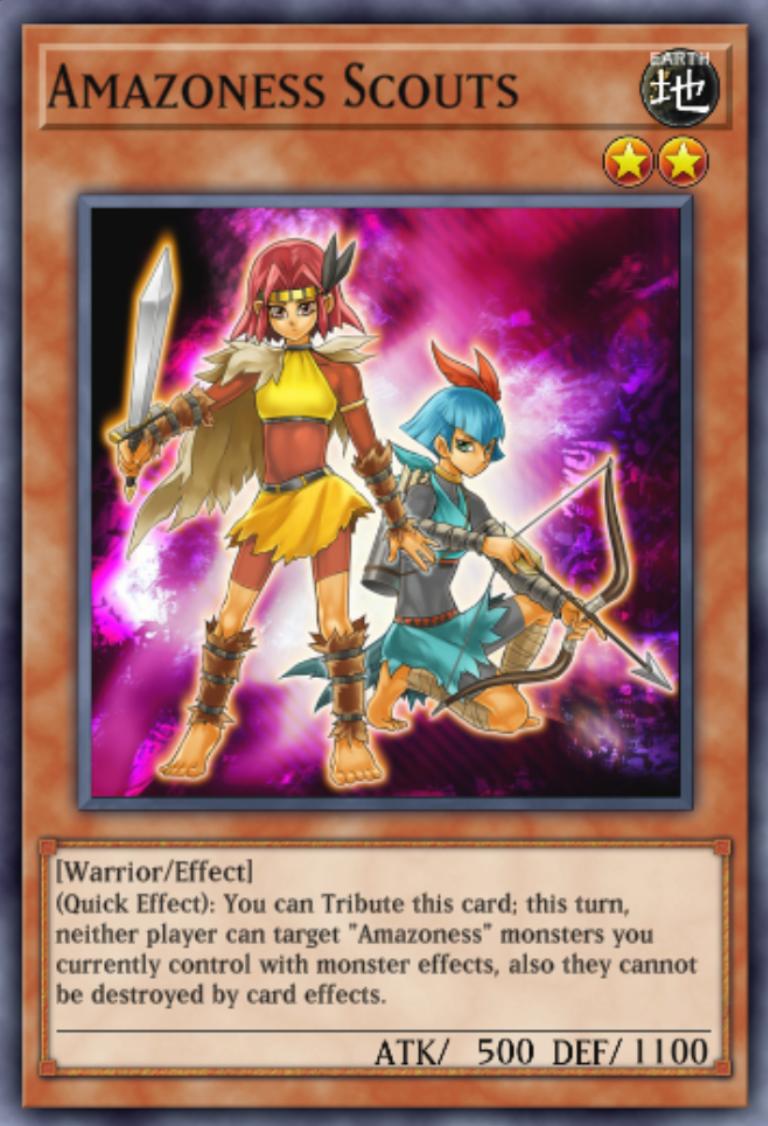 Amazoness Scouts
EARTH
地
[Warrior/Effect]
(Quick Effect): You can Tribute this card; this turn,
neither player can target "Amazoness" monsters you
currently control with monster effects, also they cannot
be destroyed by card effects.
ATK/ 500 DEF/ 1100